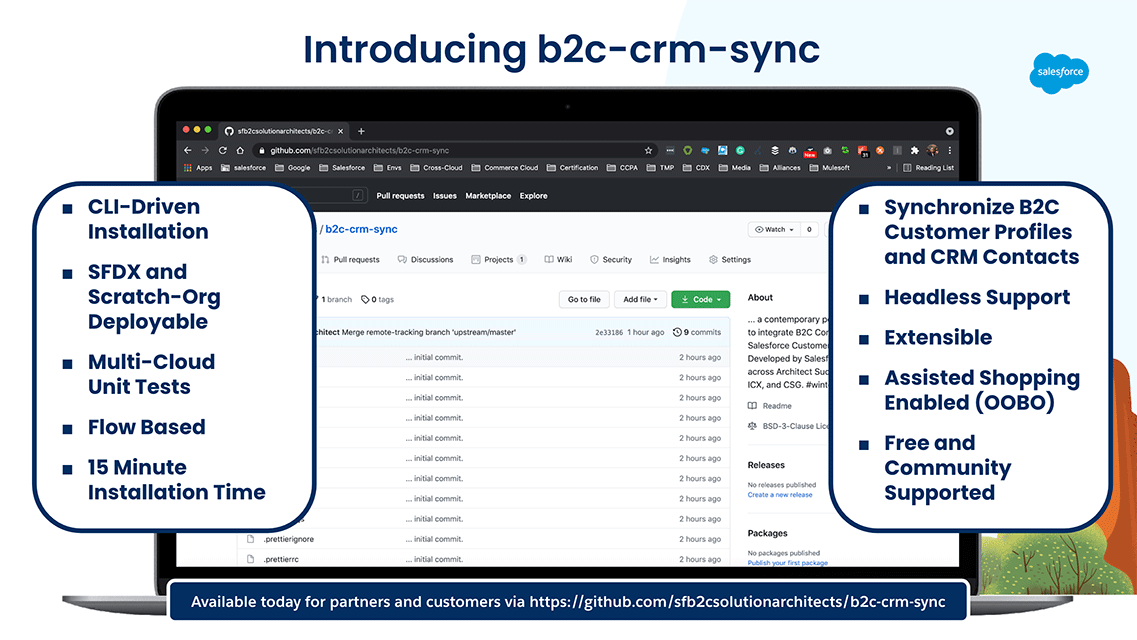 Introducing b2c-crm-sync
salesforce
sfb2csolutionarchitects/b2c-c
github.com/sfb2csolutionarchitects/b2c-crm-sync
New
31
Apps salesforce Google Salesforce Envs Cross-Cloud Commerce Cloud Certification CCPA TMP CDX Media Alliances Mulesoft » Reading List
/ Pull requests Issues Marketplace Explore
/ b2c-crm-sync
Watch 0
Pull requests Discussions Projects 1 Wiki Security Insights Settings
1 branch 0 tags
Go to file Add file Code
chitect Merge remote-tracking branch 'upstream/master' 2e33186 1 hour ago 9 commits
... initial commit. 2 hours ago
... initial commit. 2 hours ago
... initial commit. 2 hours ago
... initial commit. 2 hours ago
... initial commit. 2 hours ago
... initial commit. 2 hours ago
... initial commit. 2 hours ago
... initial commit. 2 hours ago
... initial commit. 2 hours ago
.prettierignore ... initial commit. 2 hours ago
.prettierrc ... initial commit. 2 hours ago
About
... a contemporary p
to integrate B2C Co
Salesforce Customer
Developed by Salesf
across Architect Suc
ICX, and CSG. #wint
Readme
BSD-3-Clause Lice
Releases
No releases published
Create a new release
Packages
No packages published
Publish your first package
■ CLI-Driven
Installation
■ SFDX and
Scratch-Org
Deployable
■ Multi-Cloud
Unit Tests
■ Flow Based
■ 15 Minute
Installation Time
■ Synchronize B2C
Customer Profiles
and CRM Contacts
■ Headless Support
■ Extensible
■ Assisted Shopping
Enabled (OOBO)
■ Free and
Community
Supported
Available today for partners and customers via https://github.com/sfb2csolutionarchitects/b2c-crm-sync